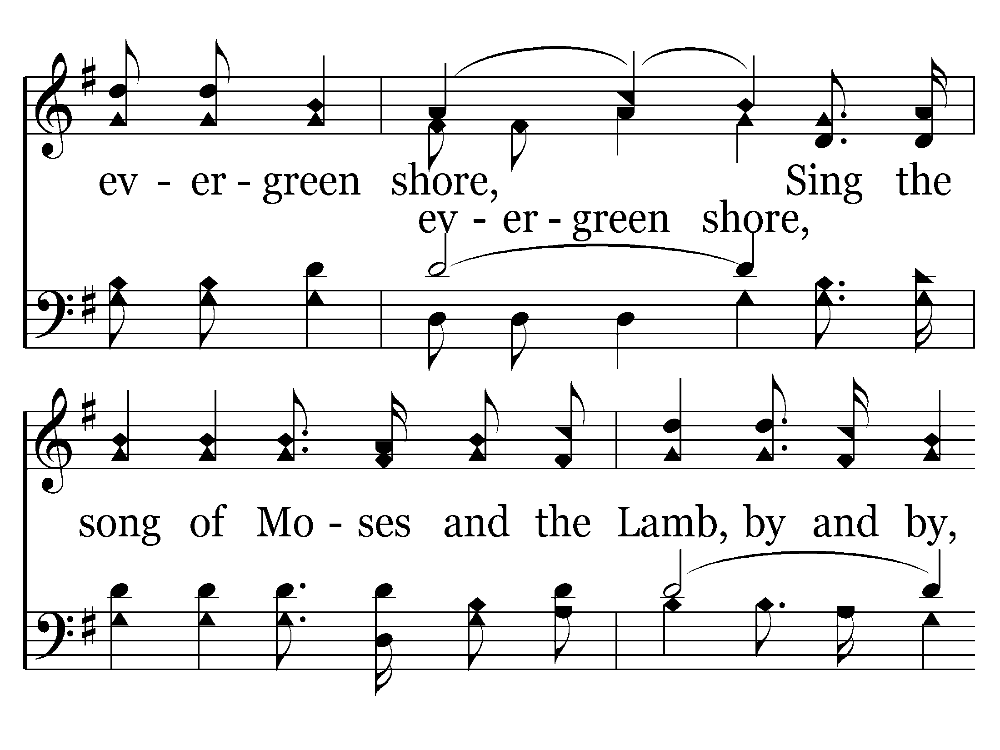 ev - er - green shore, Sing the
ev - er - green shore,
song of Mo - ses and the Lamb, by and by,